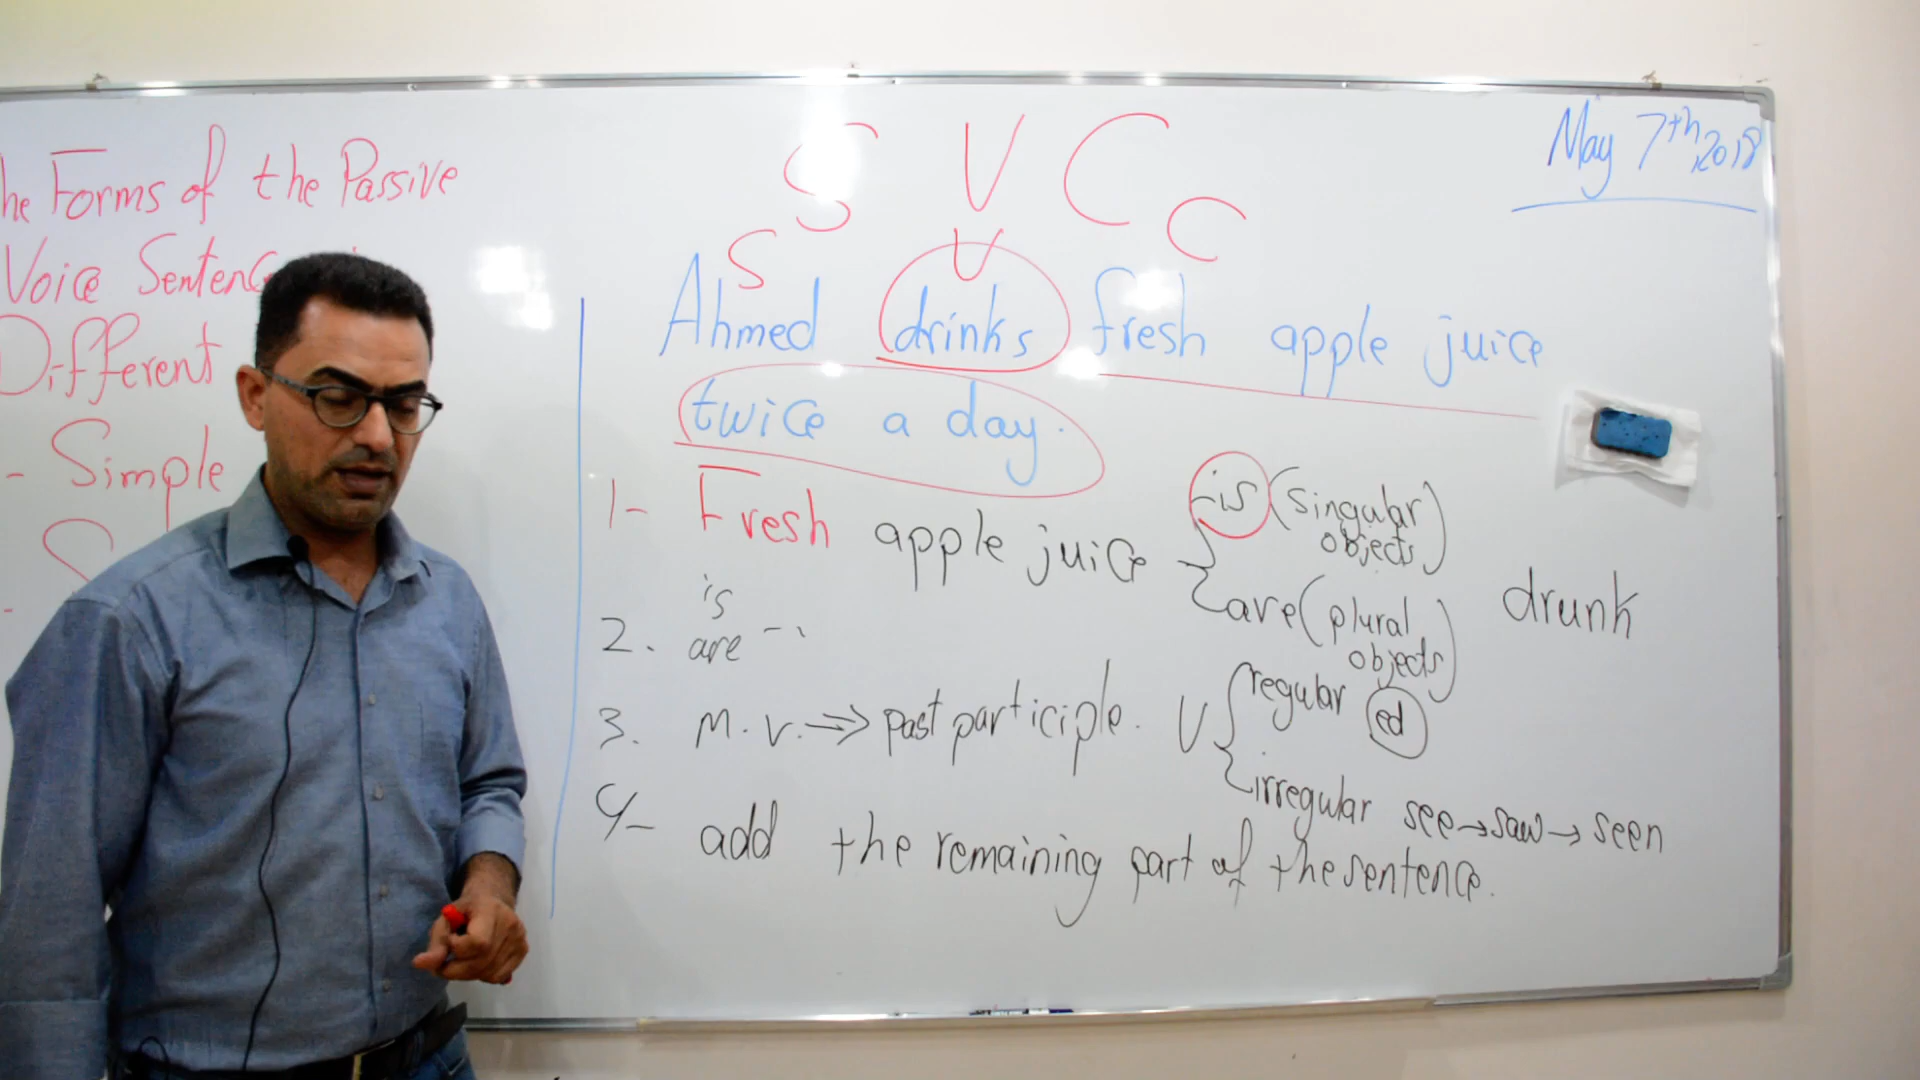 he Forms of the Passive
Voice Sentenc
Different
- Simple
S
-
May 7th, 2018
S V C
S V C
Ahmed drinks fresh apple juice
twice a day.
1- Fresh apple juice
- is (singular objects)
are (plural objects)
drunk
2. is
are
3. m.v. => past participle. V
regular ed
irregular see → saw → seen
4- add the remaining part of the sentence.